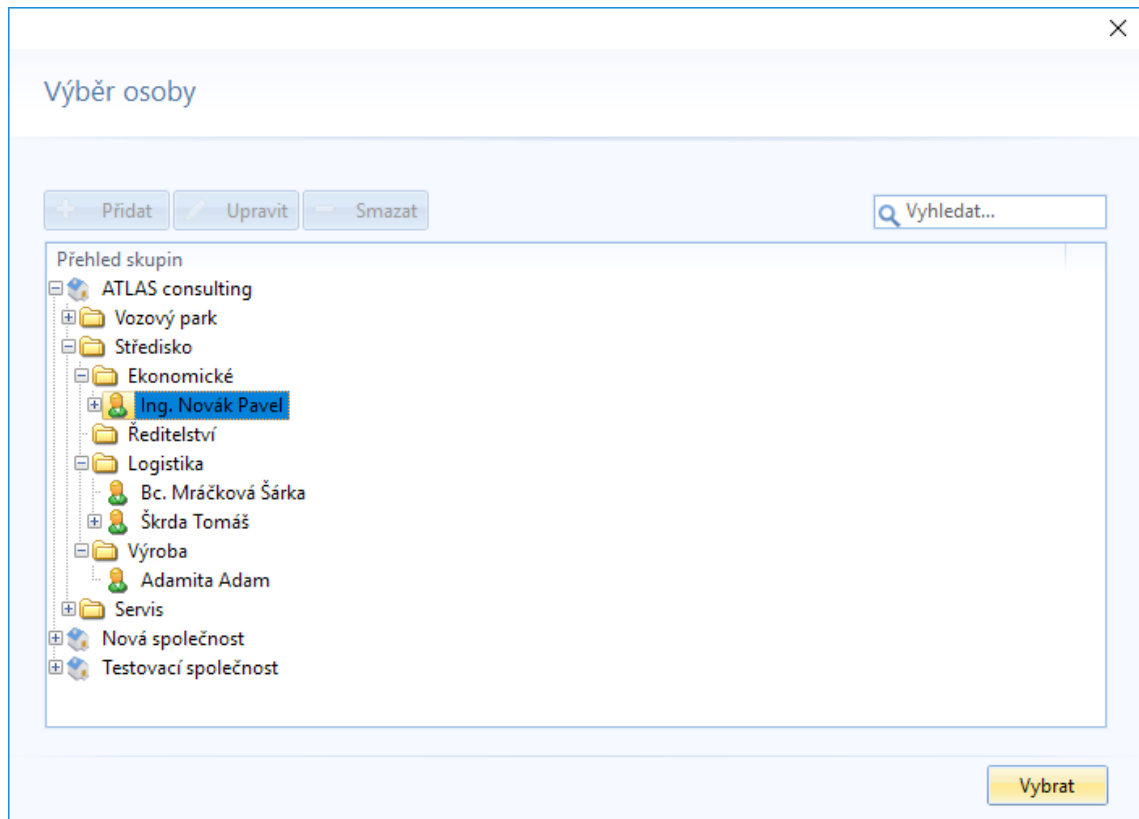 Výběr osoby
Přidat Upravit Smazat Vyhledat...
Přehled skupin
ATLAS consulting
Vozový park
Středisko
Ekonomické
Ing. Novák Pavel
Ředitelství
Logistika
Bc. Mráčková Šárka
Škrda Tomáš
Výroba
Adamita Adam
Servis
Nová společnost
Testovací společnost
Vybrat